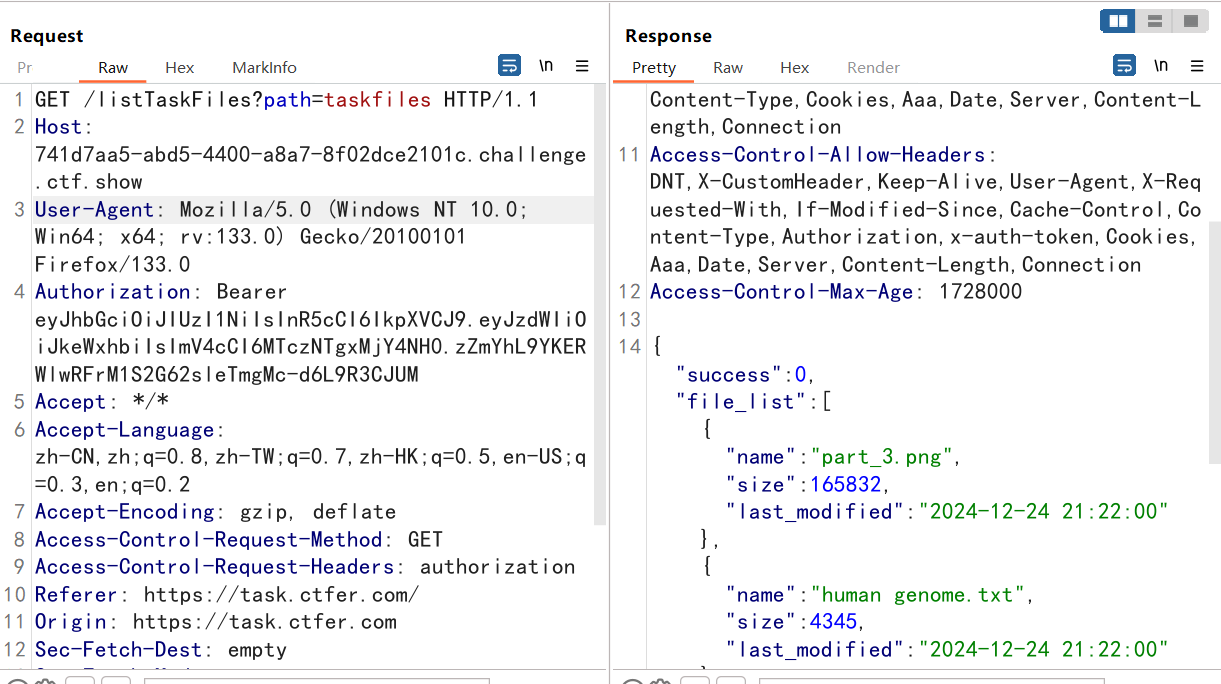 Request
Pr Raw Hex MarkInfo \n
1 GET /listTaskFiles?path=taskfiles HTTP/1.1
2 Host:
741d7aa5-abd5-4400-a8a7-8f02dce2101c.challenge
.ctf.show
3 User-Agent: Mozilla/5.0 (Windows NT 10.0;
Win64; x64; rv:133.0) Gecko/20100101
Firefox/133.0
4 Authorization: Bearer
eyJhbGciOiJIUzI1NiIsInR5cCI6IkpXVCJ9.eyJzdWIiO
iJkeWxhbiIsImV4cCI6MTczNTgxMjY4NH0.zZmYhL9YKER
WlwRFrM1S2G62sleTmgMc-d6L9R3CJUM
5 Accept: */*
6 Accept-Language:
zh-CN,zh;q=0.8,zh-TW;q=0.7,zh-HK;q=0.5,en-US;q
=0.3,en;q=0.2
7 Accept-Encoding: gzip, deflate
8 Access-Control-Request-Method: GET
9 Access-Control-Request-Headers: authorization
10 Referer: https://task.ctfer.com/
11 Origin: https://task.ctfer.com
12 Sec-Fetch-Dest: empty
Response
Pretty Raw Hex Render \n
Content-Type,Cookies,Aaa,Date,Server,Content-L
ength,Connection
11 Access-Control-Allow-Headers:
DNT,X-CustomHeader,Keep-Alive,User-Agent,X-Req
uested-With,If-Modified-Since,Cache-Control,Co
ntent-Type,Authorization,x-auth-token,Cookies,
Aaa,Date,Server,Content-Length,Connection
12 Access-Control-Max-Age: 1728000
13
14 {
"success":0,
"file_list":[
{
"name":"part_3.png",
"size":165832,
"last_modified":"2024-12-24 21:22:00"
},
{
"name":"human genome.txt",
"size":4345,
"last_modified":"2024-12-24 21:22:00"